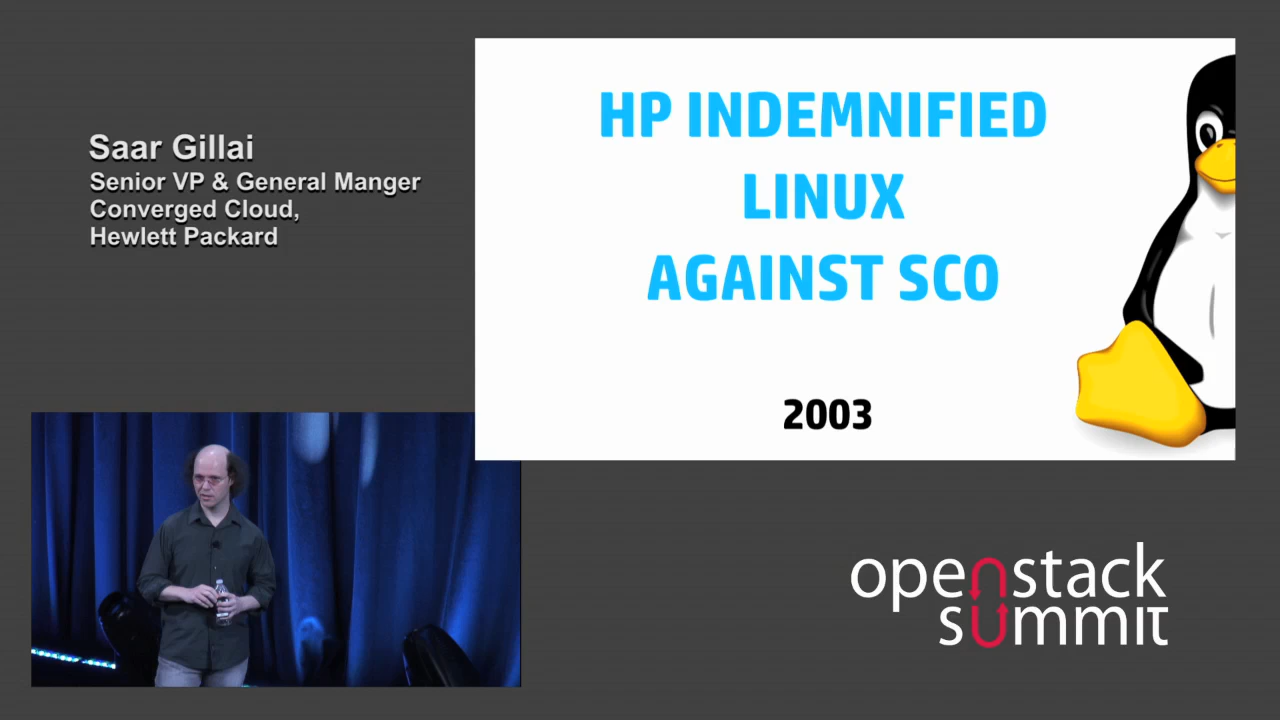 Saar Gillai
Senior VP & General Manger
Converged Cloud,
Hewlett Packard
HP INDEMNIFIED
LINUX
AGAINST SCO
2003
openstack
summit